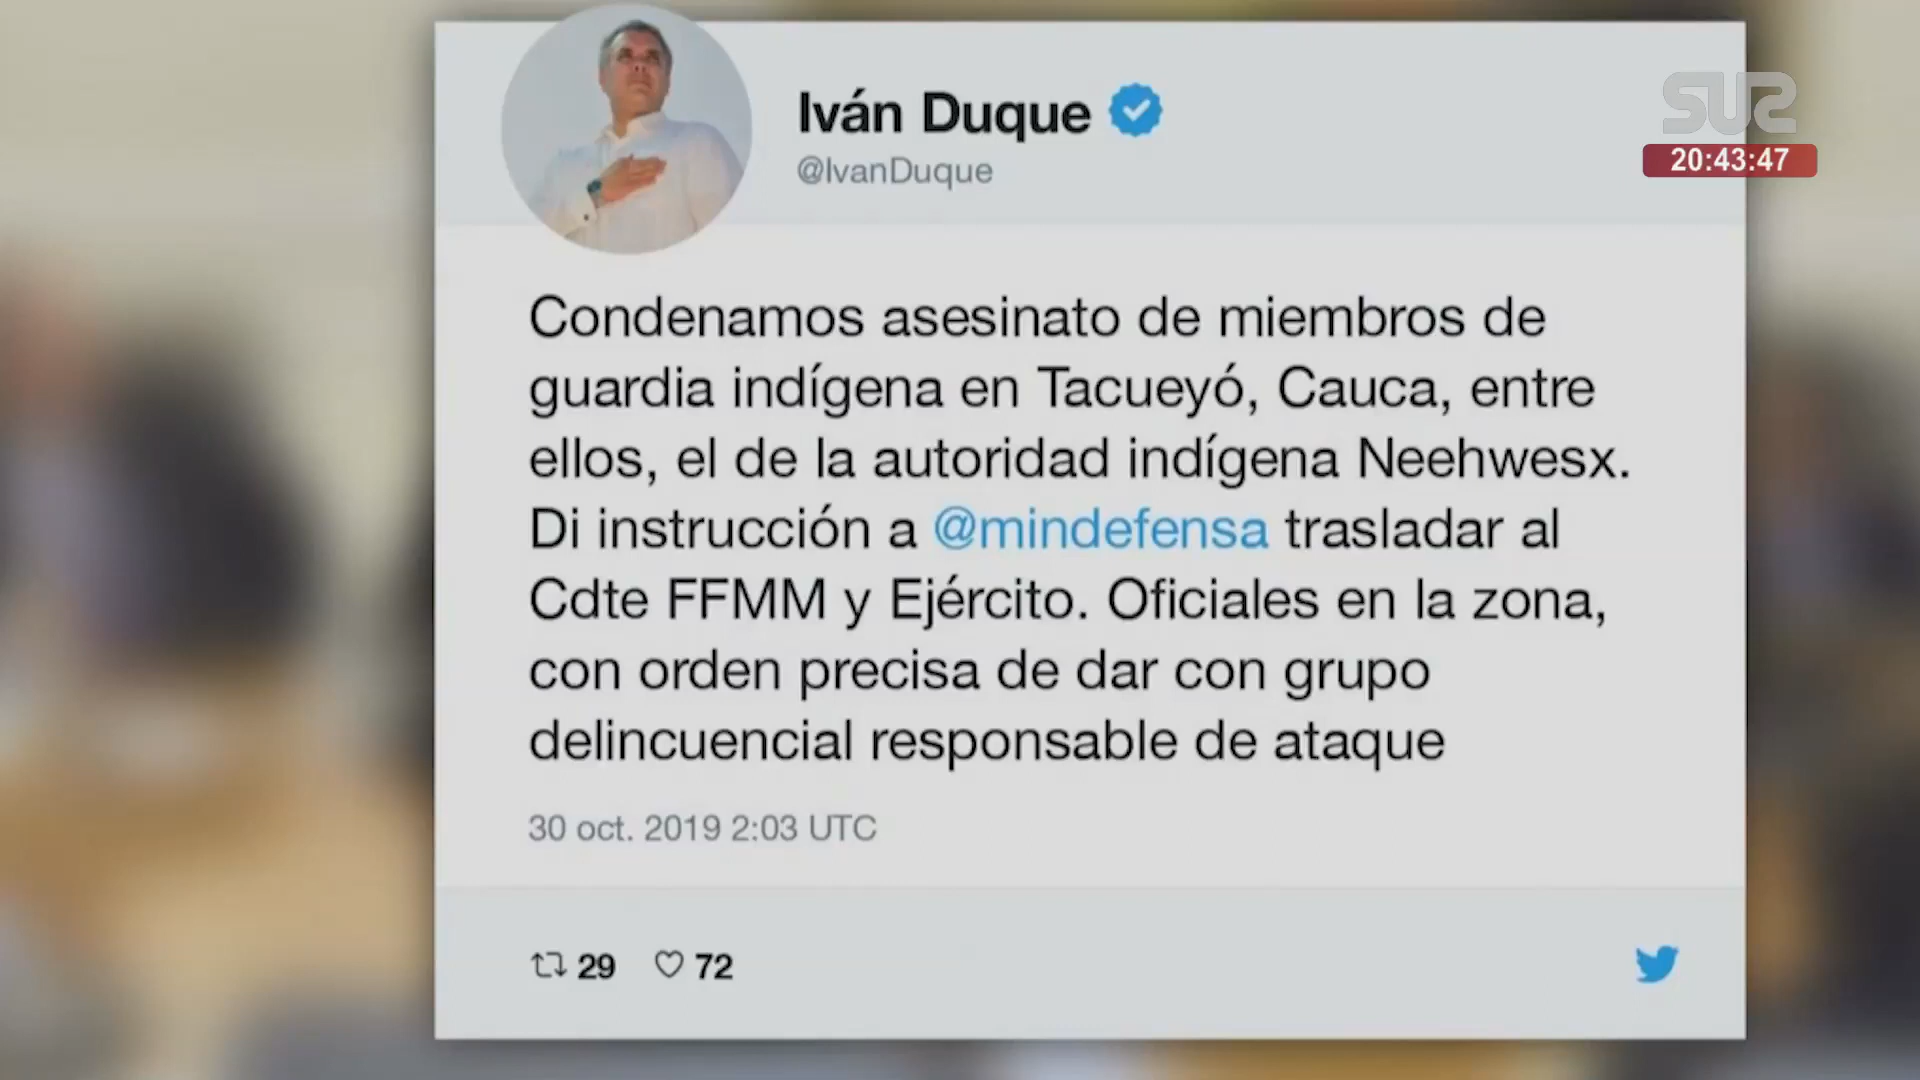 Iván Duque
@IvanDuque
SUR
20:43:47
Condenamos asesinato de miembros de
guardia indígena en Tacueyó, Cauca, entre
ellos, el de la autoridad indígena Neehwesx.
Di instrucción a @mindefensa trasladar al
Cdte FFMM y Ejército. Oficiales en la zona,
con orden precisa de dar con grupo
delincuencial responsable de ataque
30 oct. 2019 2:03 UTC
29 72